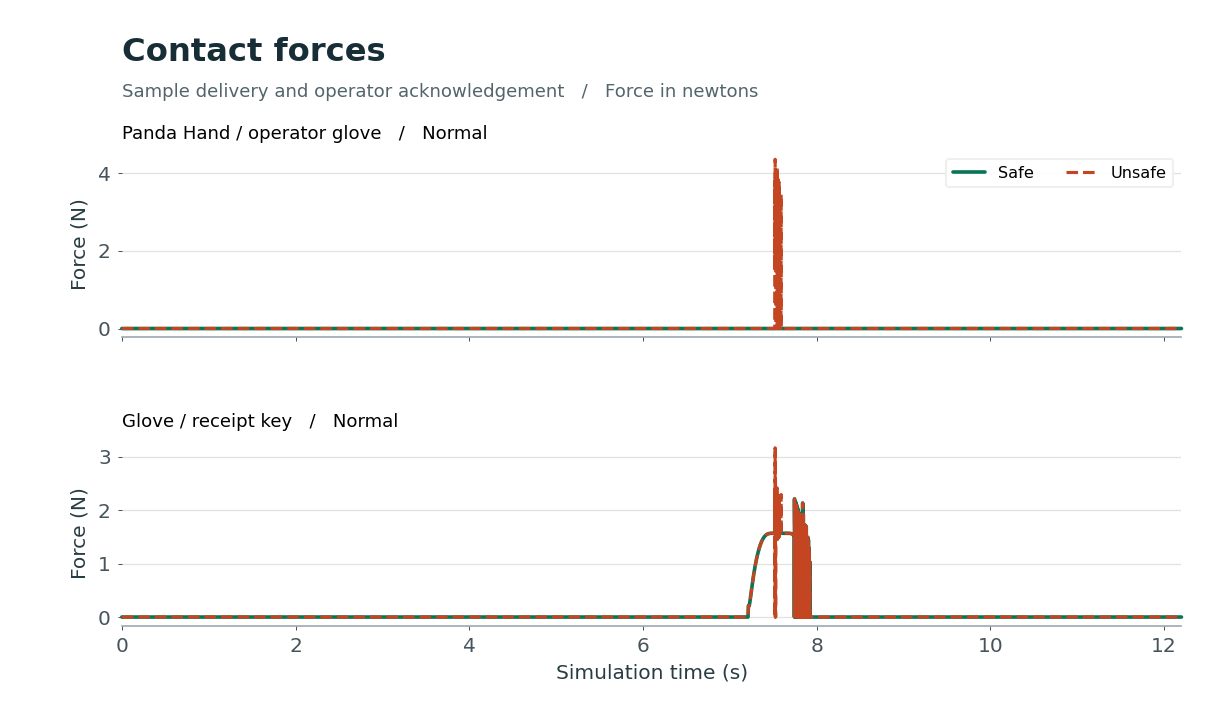 Contact forces
Sample delivery and operator acknowledgement / Force in newtons
Panda Hand / operator glove / Normal
Safe Unsafe
Force (N)
4
2
0
Glove / receipt key / Normal
Force (N)
3
2
1
0
0 2 4 6 8 10 12
Simulation time (s)